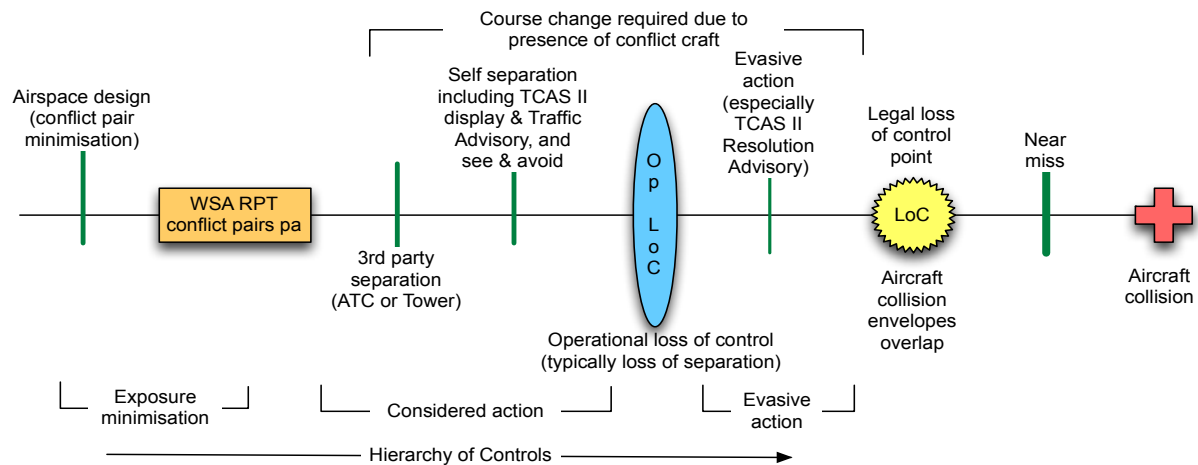 Course change required due to
presence of conflict craft
Airspace design
(conflict pair
minimisation)
Self separation
including TCAS II
display & Traffic
Advisory, and
see & avoid
Evasive
action
(especially
TCAS II
Resolution
Advisory)
Legal loss
of control
point
Near
miss
WSA RPT
conflict pairs pa
Op LoC
LoC
3rd party
separation
(ATC or Tower)
Operational loss of control
(typically loss of separation)
Aircraft
collision
envelopes
overlap
Aircraft
collision
Exposure
minimisation
Considered action
Evasive
action
Hierarchy of Controls